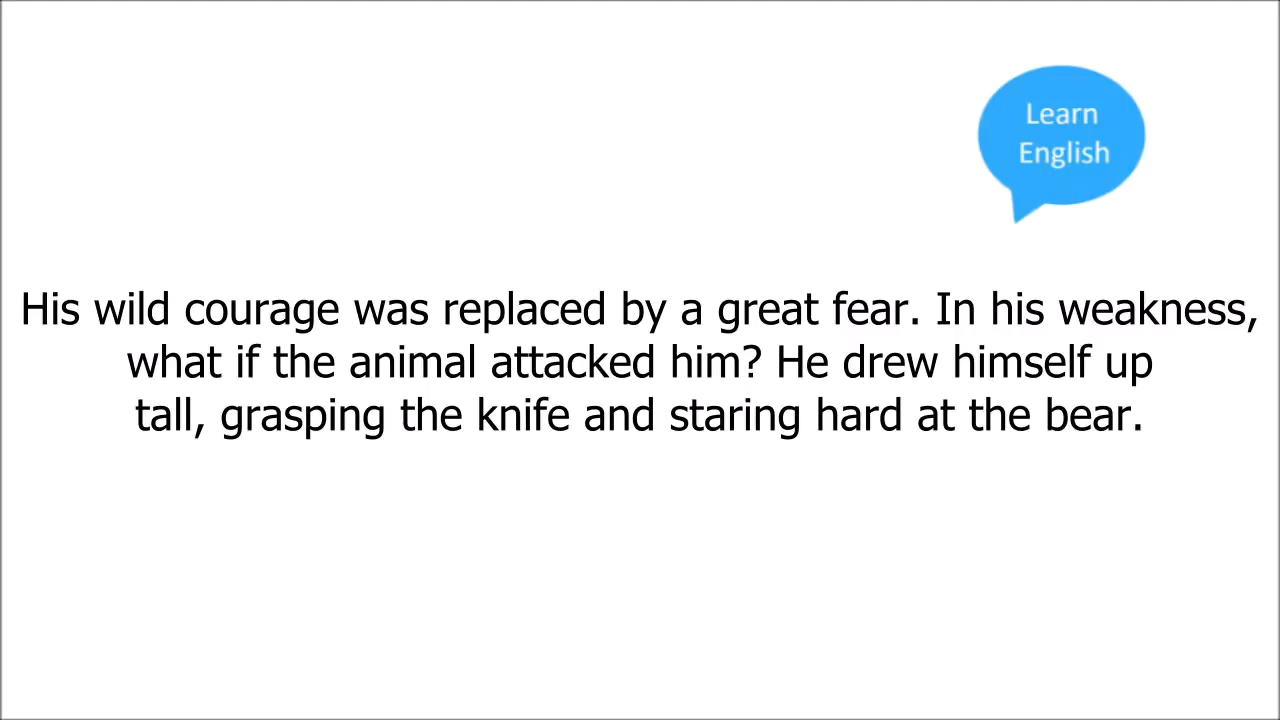 Learn
English
His wild courage was replaced by a great fear. In his weakness,
what if the animal attacked him? He drew himself up
tall, grasping the knife and staring hard at the bear.